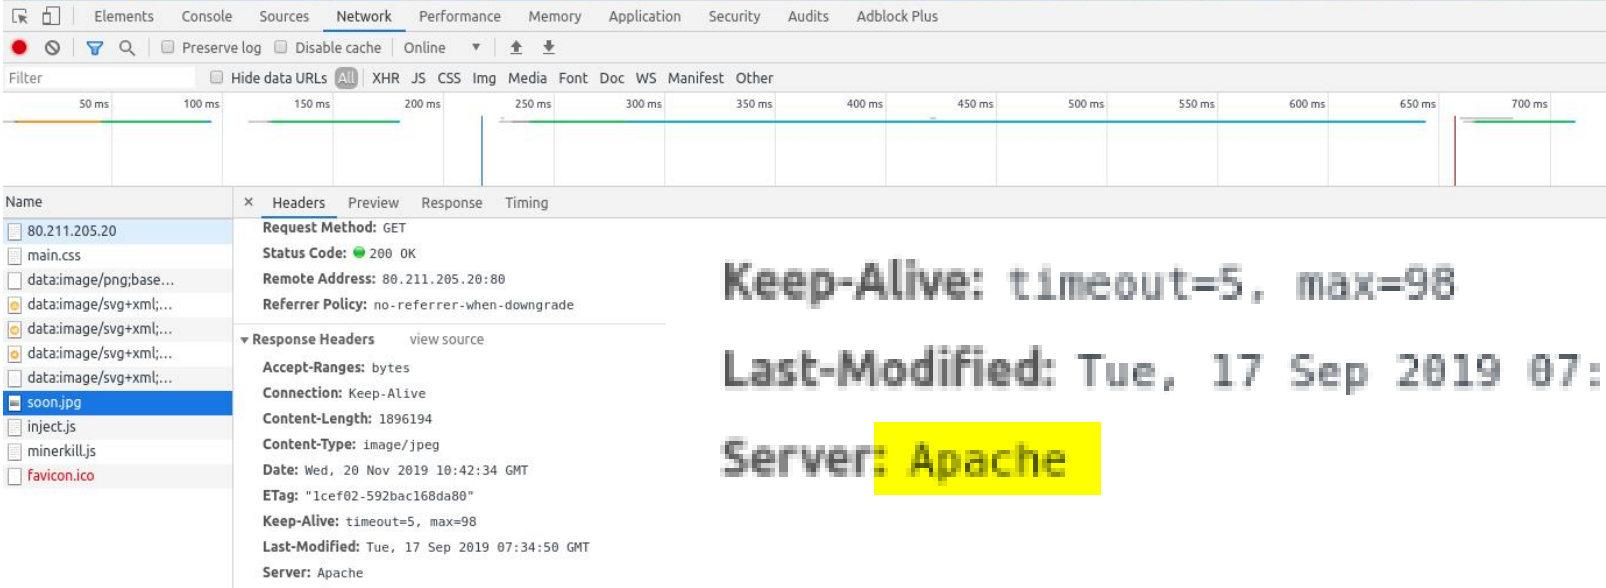 Elements Console Sources Network Performance Memory Application Security Audits Adblock Plus
Preserve log Disable cache Online
Filter Hide data URLs All XHR JS CSS Img Media Font Doc WS Manifest Other
50 ms 100 ms 150 ms 200 ms 250 ms 300 ms 350 ms 400 ms 450 ms 500 ms 550 ms 600 ms 650 ms 700 ms
Name
80.211.205.20
main.css
data:image/png;base...
data:image/svg+xml;...
data:image/svg+xml;...
data:image/svg+xml;...
data:image/svg+xml;...
soon.jpg
inject.js
minerkill.js
favicon.ico
× Headers Preview Response Timing
Request Method: GET
Status Code: 200 OK
Remote Address: 80.211.205.20:80
Referrer Policy: no-referrer-when-downgrade
Response Headers view source
Accept-Ranges: bytes
Connection: Keep-Alive
Content-Length: 1896194
Content-Type: image/jpeg
Date: Wed, 20 Nov 2019 10:42:34 GMT
ETag: "1cef02-592bac168da80"
Keep-Alive: timeout=5, max=98
Last-Modified: Tue, 17 Sep 2019 07:34:50 GMT
Server: Apache
Keep-Alive: timeout=5, max=98
Last-Modified: Tue, 17 Sep 2019 07:
Server: Apache